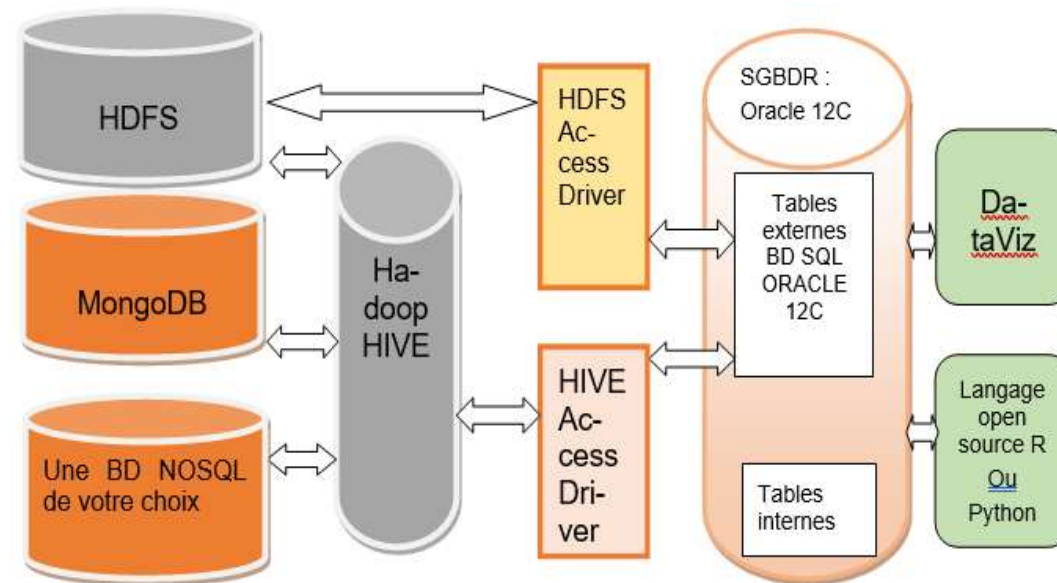 HDFS
MongoDB
Une BD NOSQL
de votre choix
Ha-
doop
HIVE
HDFS
Ac-
cess
Driver
HIVE
Ac-
cess
Dri-
ver
SGBDR :
Oracle 12C
Tables
externes
BD SQL
ORACLE
12C
Tables
internes
Da-
taViz
Langage
open
source R
Ou
Python